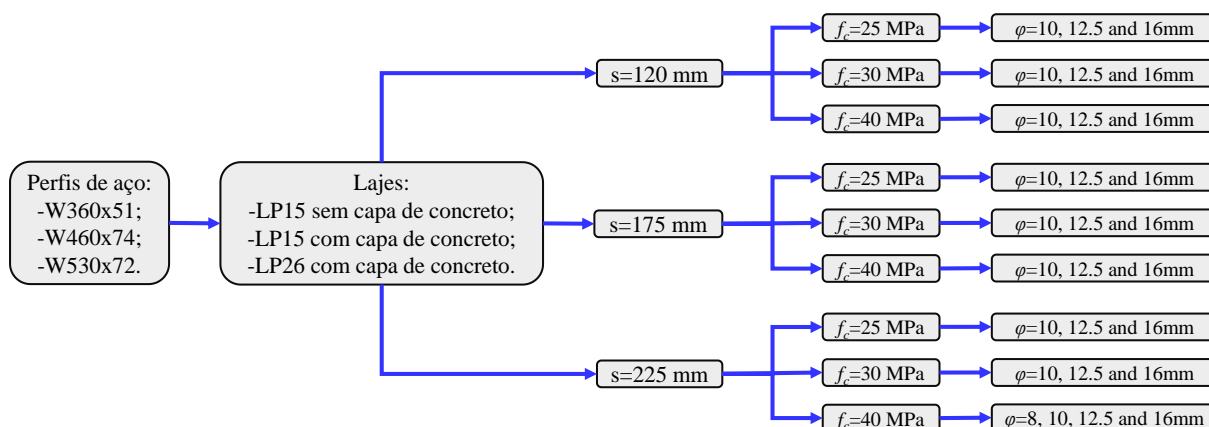 Perfis de aço:
-W360x51;
-W460x74;
-W530x72.
Lajes:
-LP15 sem capa de concreto;
-LP15 com capa de concreto;
-LP26 com capa de concreto.
s=120 mm
fc=25 MPa
φ=10, 12.5 and 16mm
fc=30 MPa
φ=10, 12.5 and 16mm
fc=40 MPa
φ=10, 12.5 and 16mm
s=175 mm
fc=25 MPa
φ=10, 12.5 and 16mm
fc=30 MPa
φ=10, 12.5 and 16mm
fc=40 MPa
φ=10, 12.5 and 16mm
s=225 mm
fc=25 MPa
φ=10, 12.5 and 16mm
fc=30 MPa
φ=10, 12.5 and 16mm
fc=40 MPa
φ=8, 10, 12.5 and 16mm